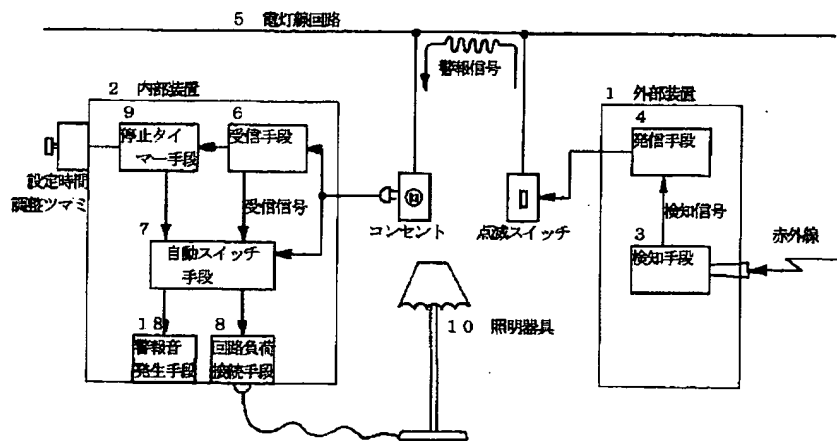 5 電灯線回路
警報信号
2 内部装置
9
停止タイ
マー手段
6
受信手段
設定時間
調整ツマミ
受信信号
7
自動スイッチ
手段
18
警報音
発生手段
8
回路負荷
接続手段
コンセント
点滅スイッチ
10 照明器具
1 外部装置
4
発信手段
検知信号
3
検知手段
赤外線